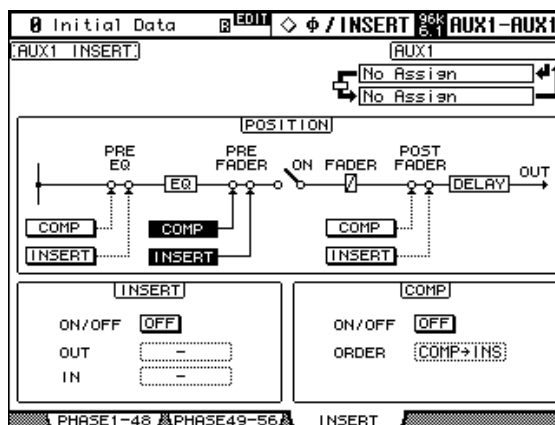 0 Initial Data R EDIT ◇ Φ/INSERT 96k 6.1 AUX1-AUX1
AUX1 INSERT AUX1
No Assign
No Assign
POSITION
PRE EQ PRE FADER ON FADER POST FADER OUT
EQ DELAY
COMP COMP COMP
INSERT INSERT INSERT
INSERT COMP
ON/OFF OFF ON/OFF OFF
OUT - ORDER COMP→INS
IN -
PHASE1-48 PHASE49-56 INSERT